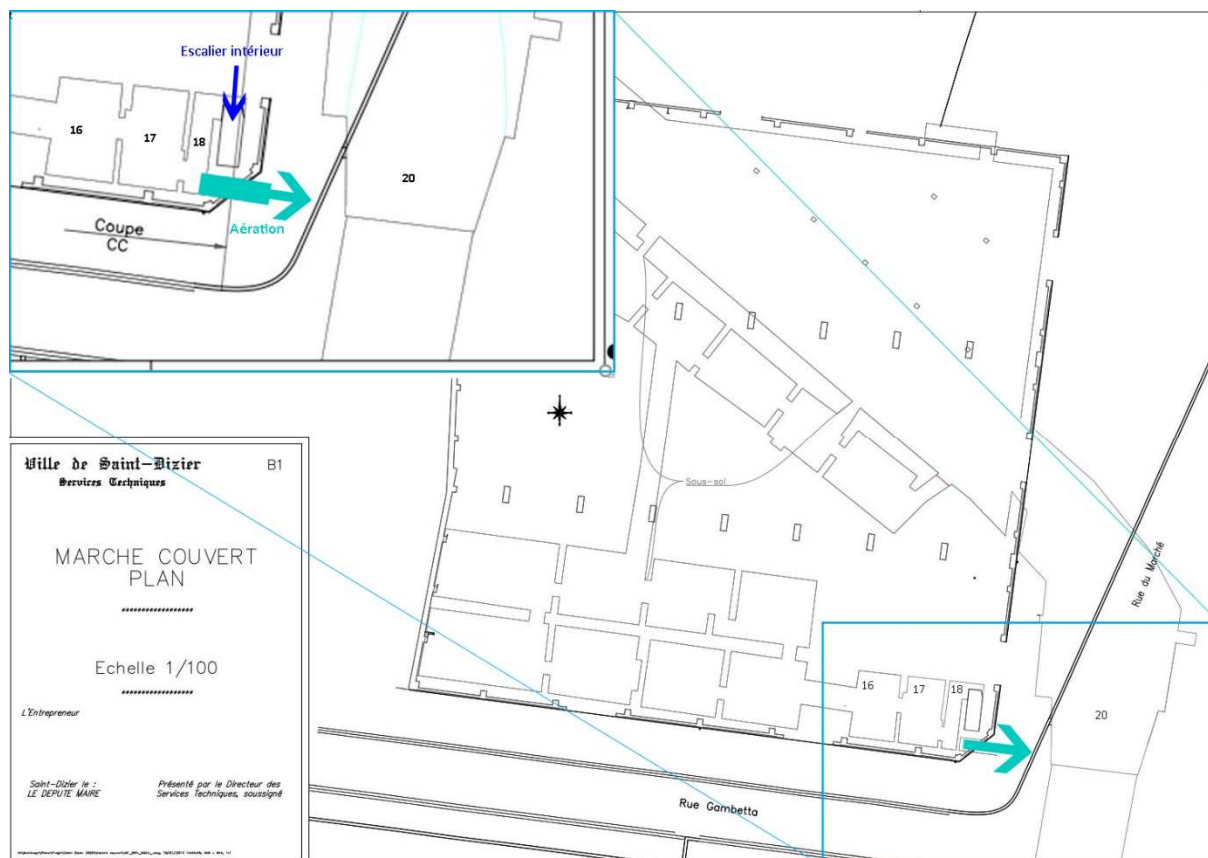 Escalier intérieur
16
17
18
20
Aération
Coupe
CC
Ville de Saint-Dizier
B1
Services Techniques
MARCHE COUVERT
PLAN
Echelle 1/100
L'Entrepreneur
Saint-Dizier le :
LE DEPUTE MAIRE
Présenté par le Directeur des
Services Techniques, soussigné
Sous-sol
Rue du Marché
16
17
18
20
Rue Gambetta